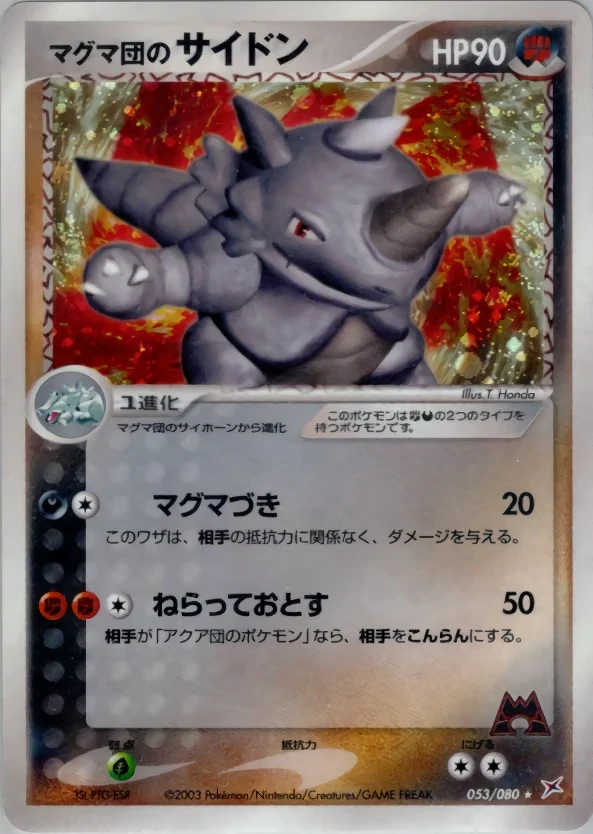 マグマ団の サイドン HP90
Illus. T. Honda
1進化
マグマ団のサイホーンから進化
このポケモンは の2つのタイプを
持つポケモンです。
マグマづき 20
このワザは、相手の抵抗力に関係なく、ダメージを与える。
ねらっておとす 50
相手が「アクア団のポケモン」なら、相手をこんらんにする。
弱点 抵抗力 にげる
©2003 Pokémon/Nintendo/Creatures/GAME FREAK
053/080 ★